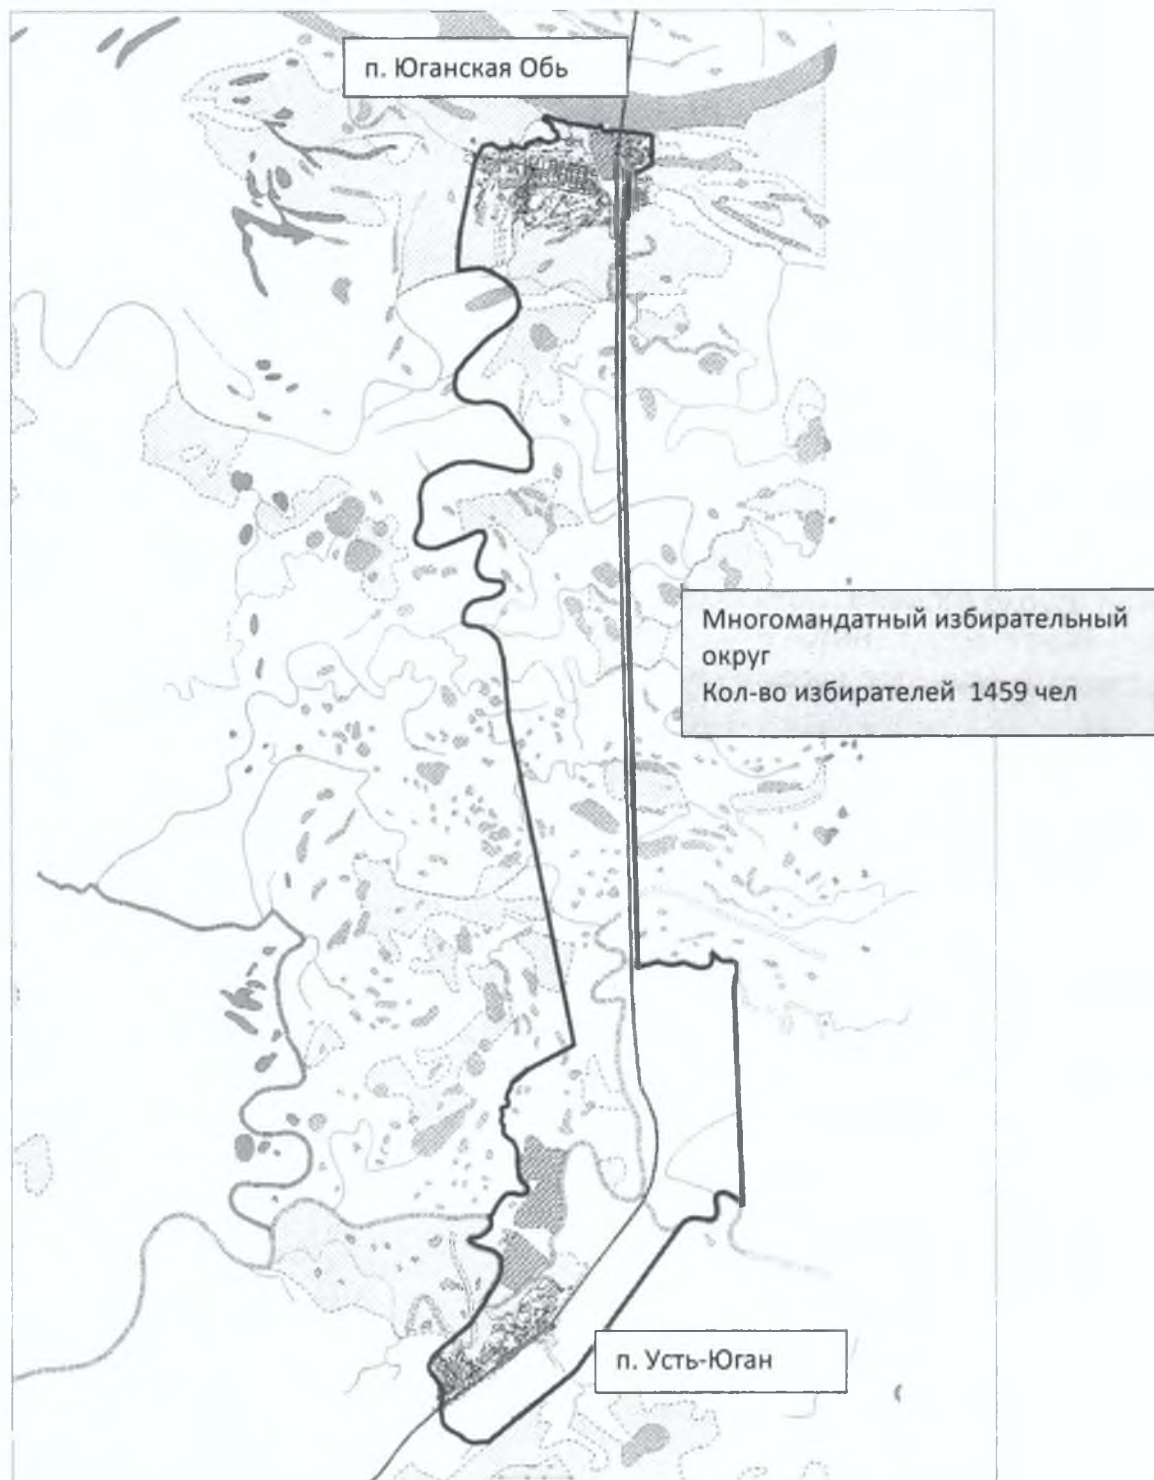 п. Юганская Обь
Многомандатный избирательный
округ
Кол-во избирателей 1459 чел
п. Усть-Юган